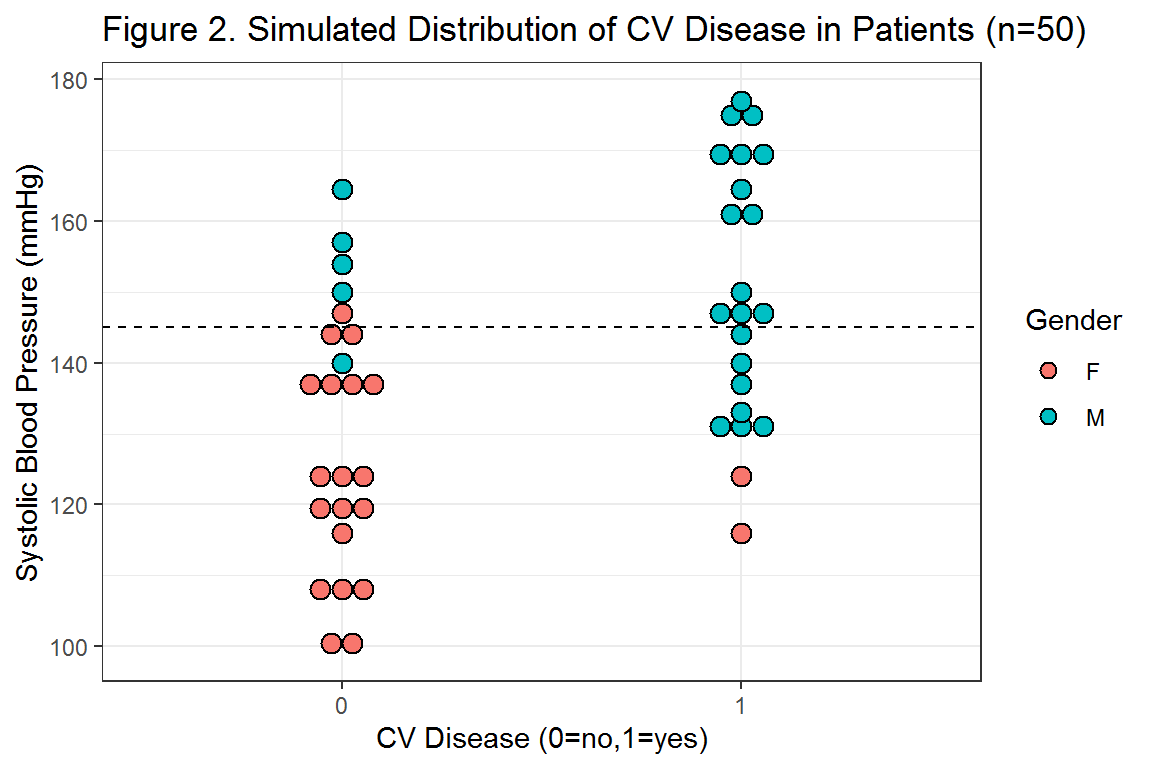 Figure 2. Simulated Distribution of CV Disease in Patients (n=50)
Systolic Blood Pressure (mmHg)
180
160
140
120
100
0
1
CV Disease (0=no,1=yes)
Gender
F
M